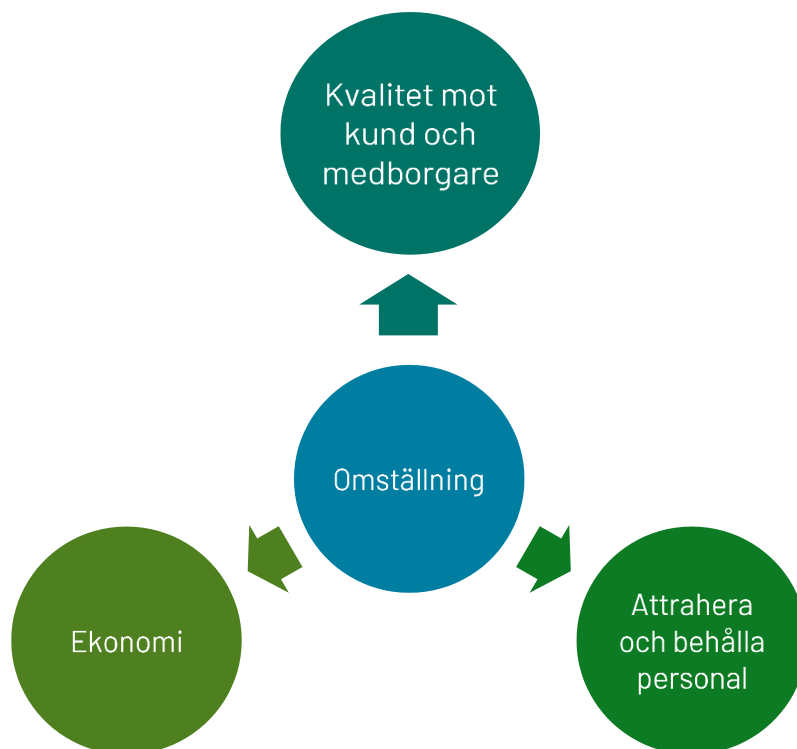 Kvalitet mot
kund och
medborgare
Omställning
Ekonomi
Attrahera
och behålla
personal